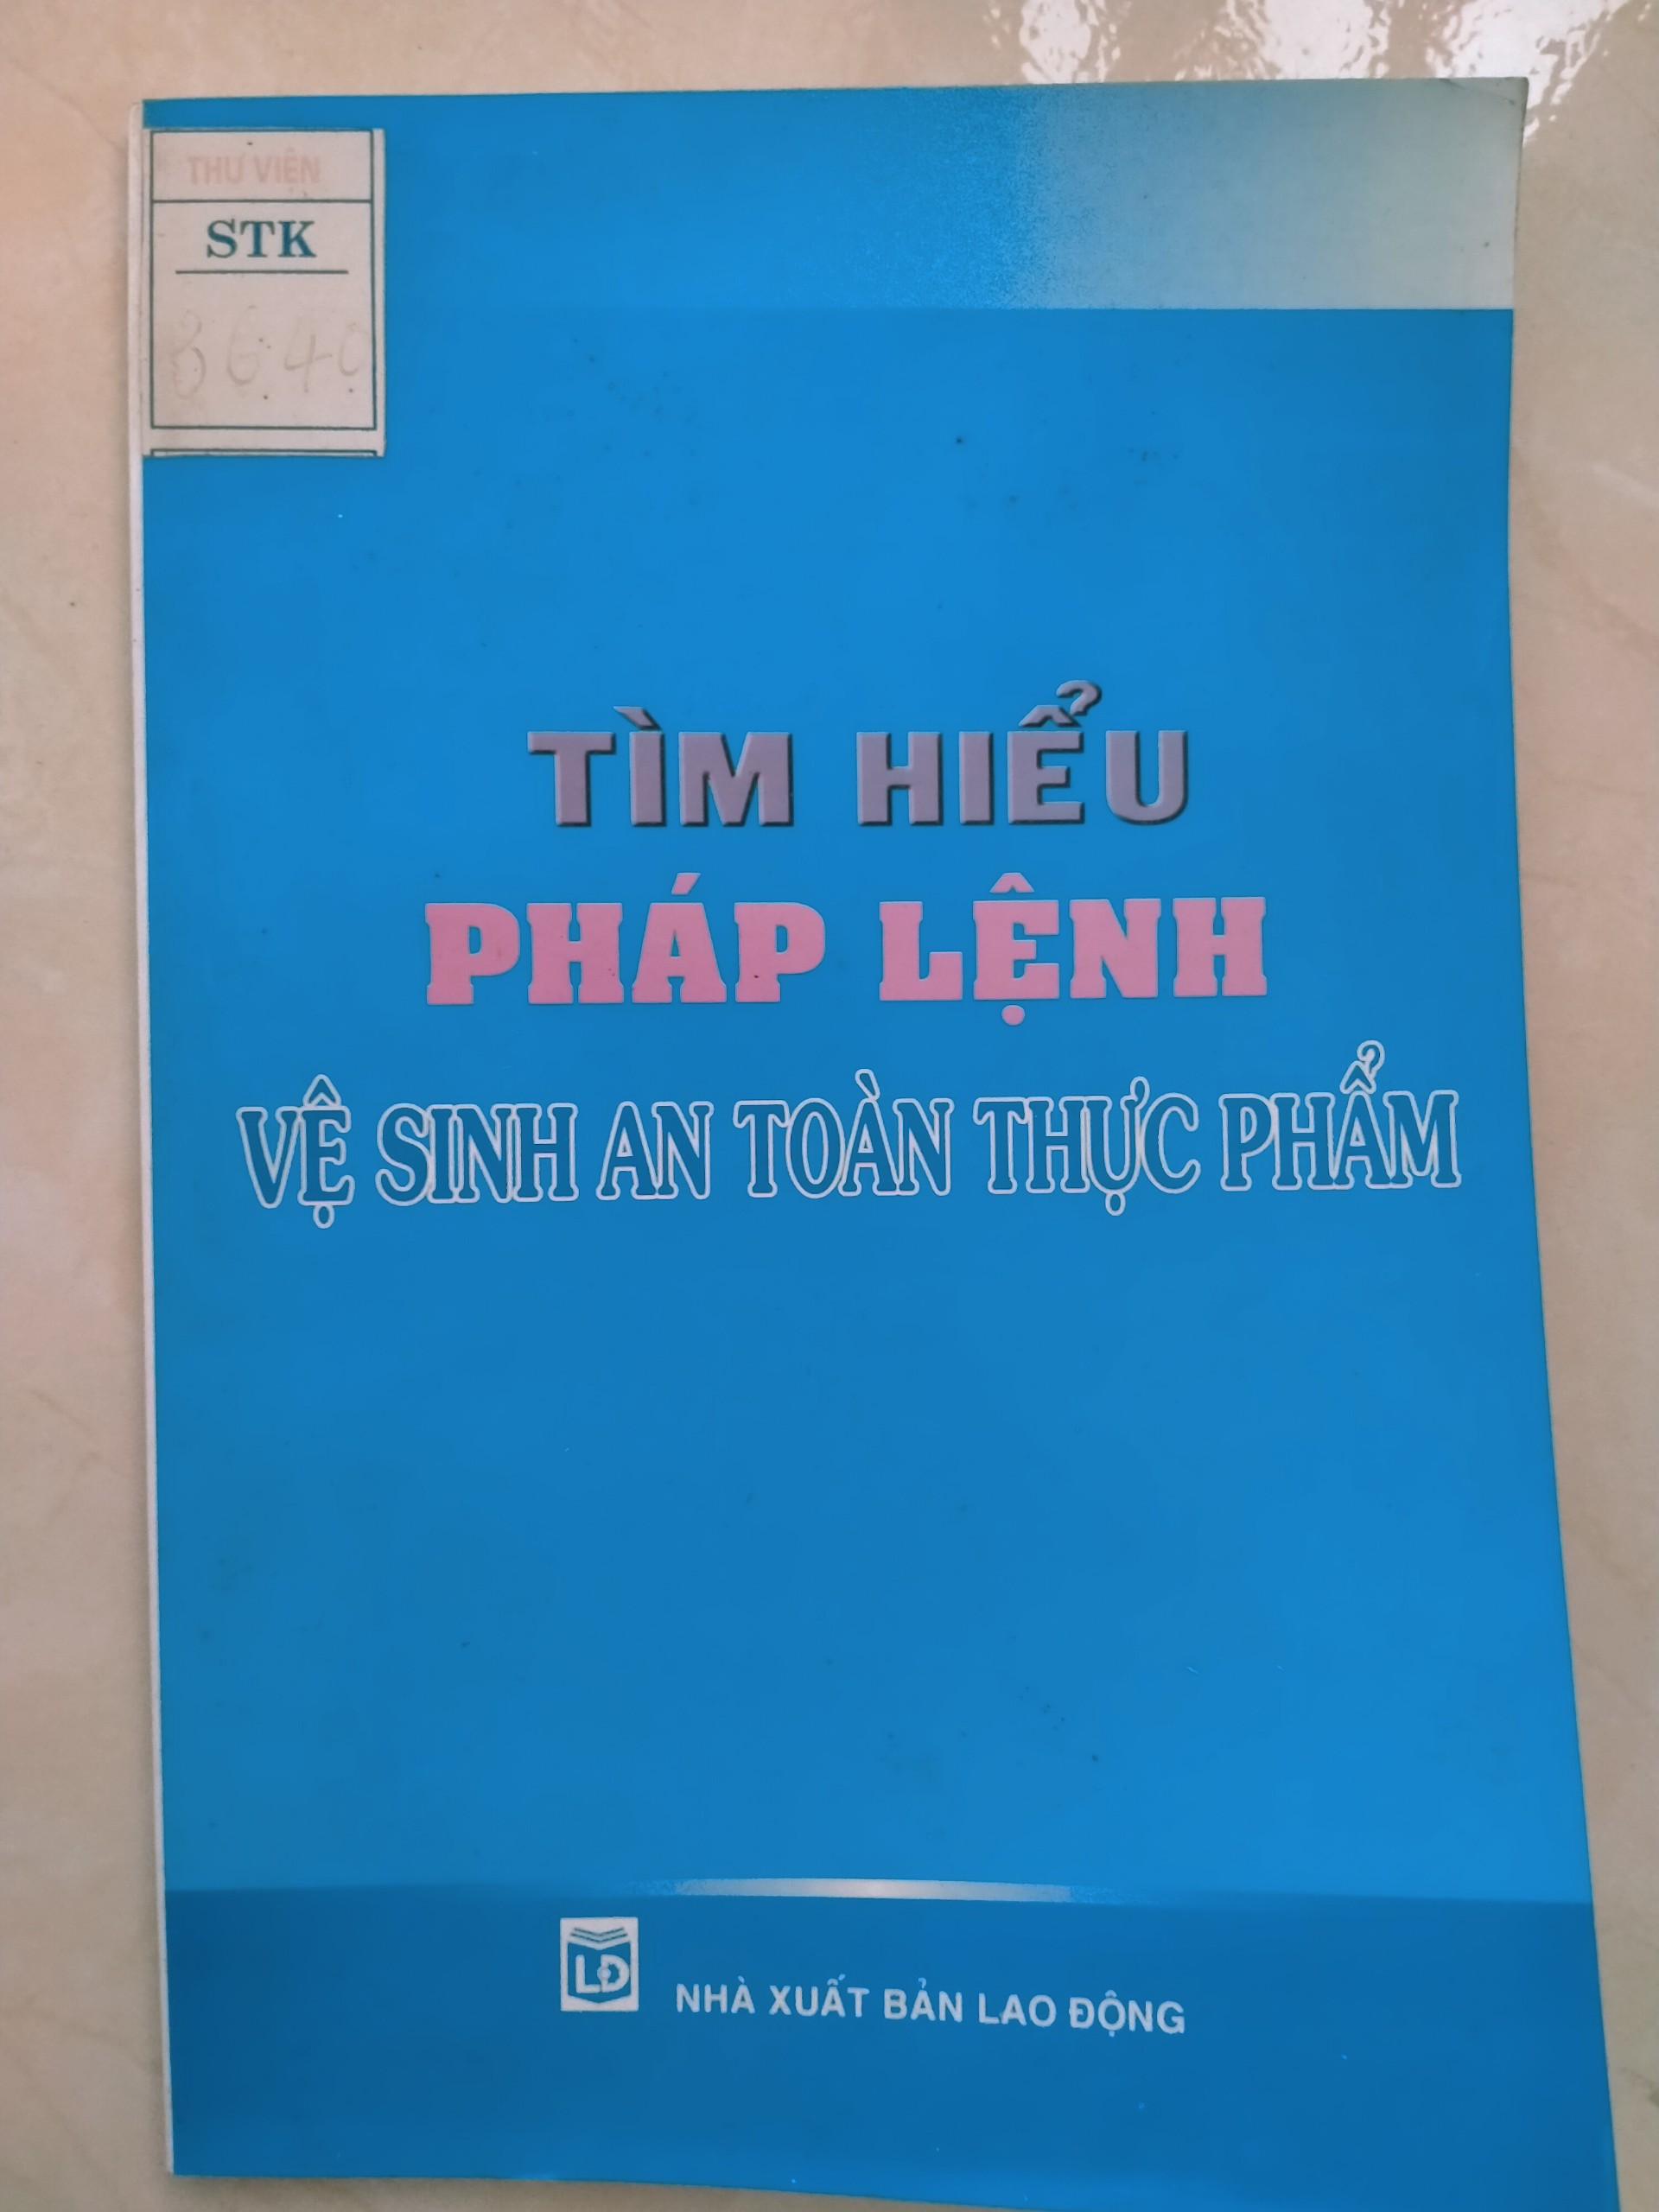 THƯ VIỆN
STK
TÌM HIỂU
PHÁP LỆNH
VỆ SINH AN TOÀN THỰC PHẨM
LĐ
NHÀ XUẤT BẢN LAO ĐỘNG